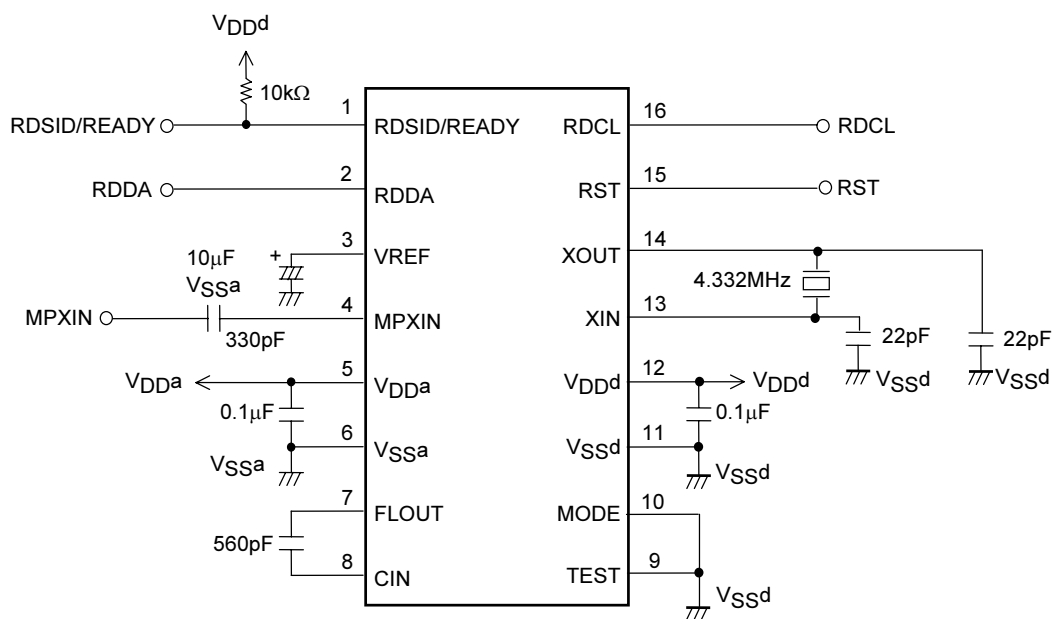 VDDd
10kΩ
RDSID/READY
1
RDSID/READY
RDCL
16
RDCL
RDDA
2
RDDA
RST
15
RST
3
VREF
10μF
+
VSSa
XOUT
14
4.332MHz
MPXIN
330pF
4
MPXIN
XIN
13
22pF
VSSd
22pF
VSSd
VDDa
5
VDDa
0.1μF
VDDd
12
VDDd
0.1μF
6
VSSa
VSSa
VSSd
11
VSSd
7
FLOUT
560pF
8
CIN
MODE
10
TEST
9
VSSd